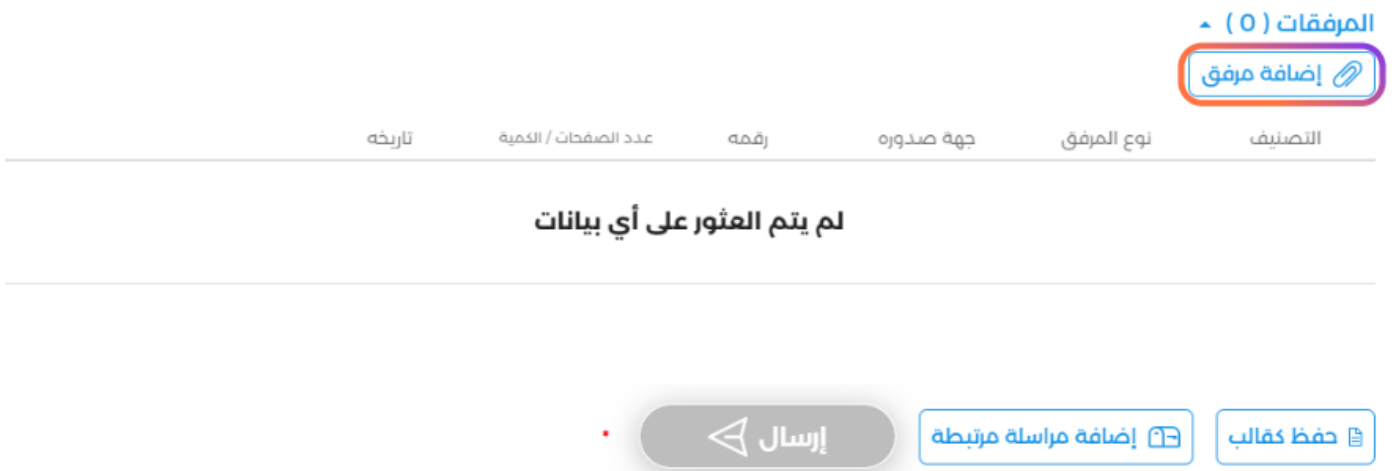 المرفقات ( 0 )
إضافة مرفق
التصنيف نوع المرفق جهة صدوره رقمه عدد الصفحات / الكمية تاريخه
لم يتم العثور على أي بيانات
حفظ كقالب إضافة مراسلة مرتبطة إرسال *